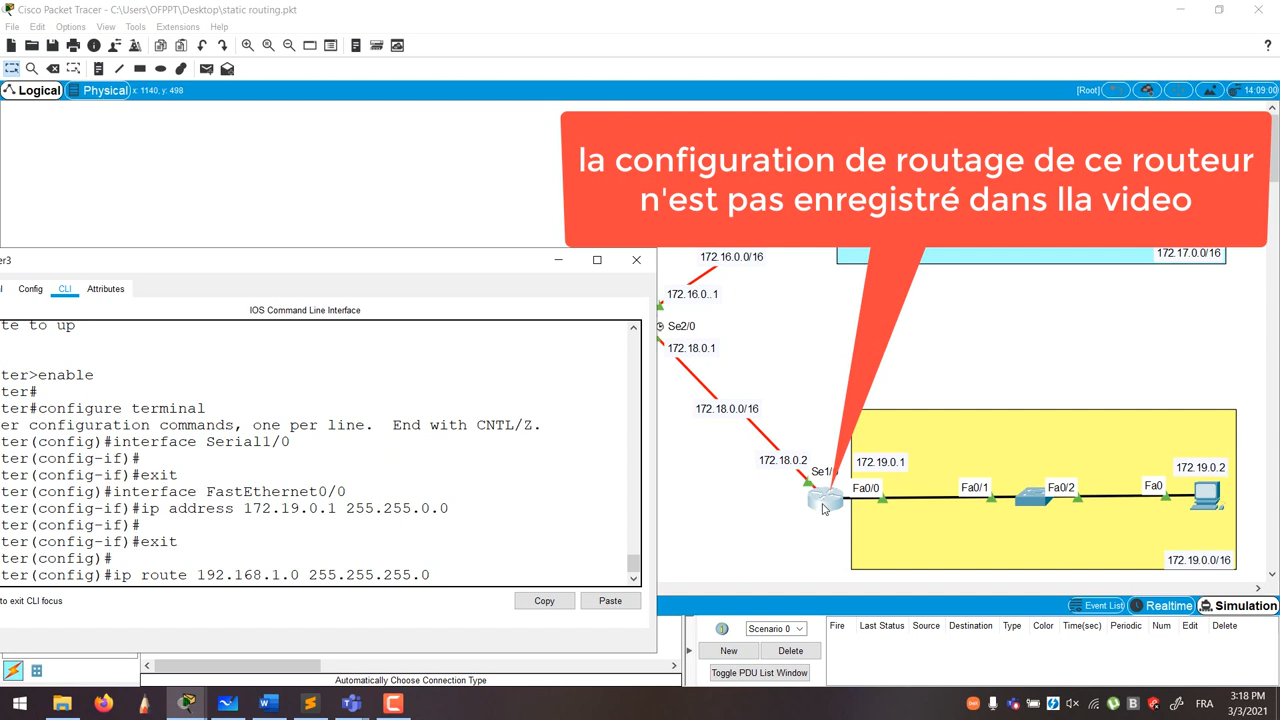 Cisco Packet Tracer - C:\Users\OFPPT\Desktop\static routing.pkt
File Edit Options View Tools Extensions Help
Logical Physical x: 1140, y: 498 [Root] 14:09:00
la configuration de routage de ce routeur
n'est pas enregistré dans lla video
172.16.0.0/16 172.17.0.0/16
er3
Config CLI Attributes
172.16.0..1
IOS Command Line Interface
te to up
Se2/0
172.18.0.1
ter>enable
ter#
ter#configure terminal
172.18.0.0/16
er configuration commands, one per line. End with CNTL/Z.
ter(config)#interface Serial1/0
ter(config-if)#
ter(config-if)#exit
ter(config)#interface FastEthernet0/0
ter(config-if)#ip address 172.19.0.1 255.255.0.0
ter(config-if)#
ter(config-if)#exit
ter(config)#
ter(config)#ip route 192.168.1.0 255.255.255.0
172.18.0.2 172.19.0.1 172.19.0.2
Se1/
Fa0/0 Fa0/1 Fa0/2 Fa0
172.19.0.0/16
to exit CLI focus Copy Paste
Event List Realtime Simulation
Scenario 0 Fire Last Status Source Destination Type Color Time(sec) Periodic Num Edit Delete
New Delete
Toggle PDU List Window
Automatically Choose Connection Type
FRA
3:18 PM
3/3/2021